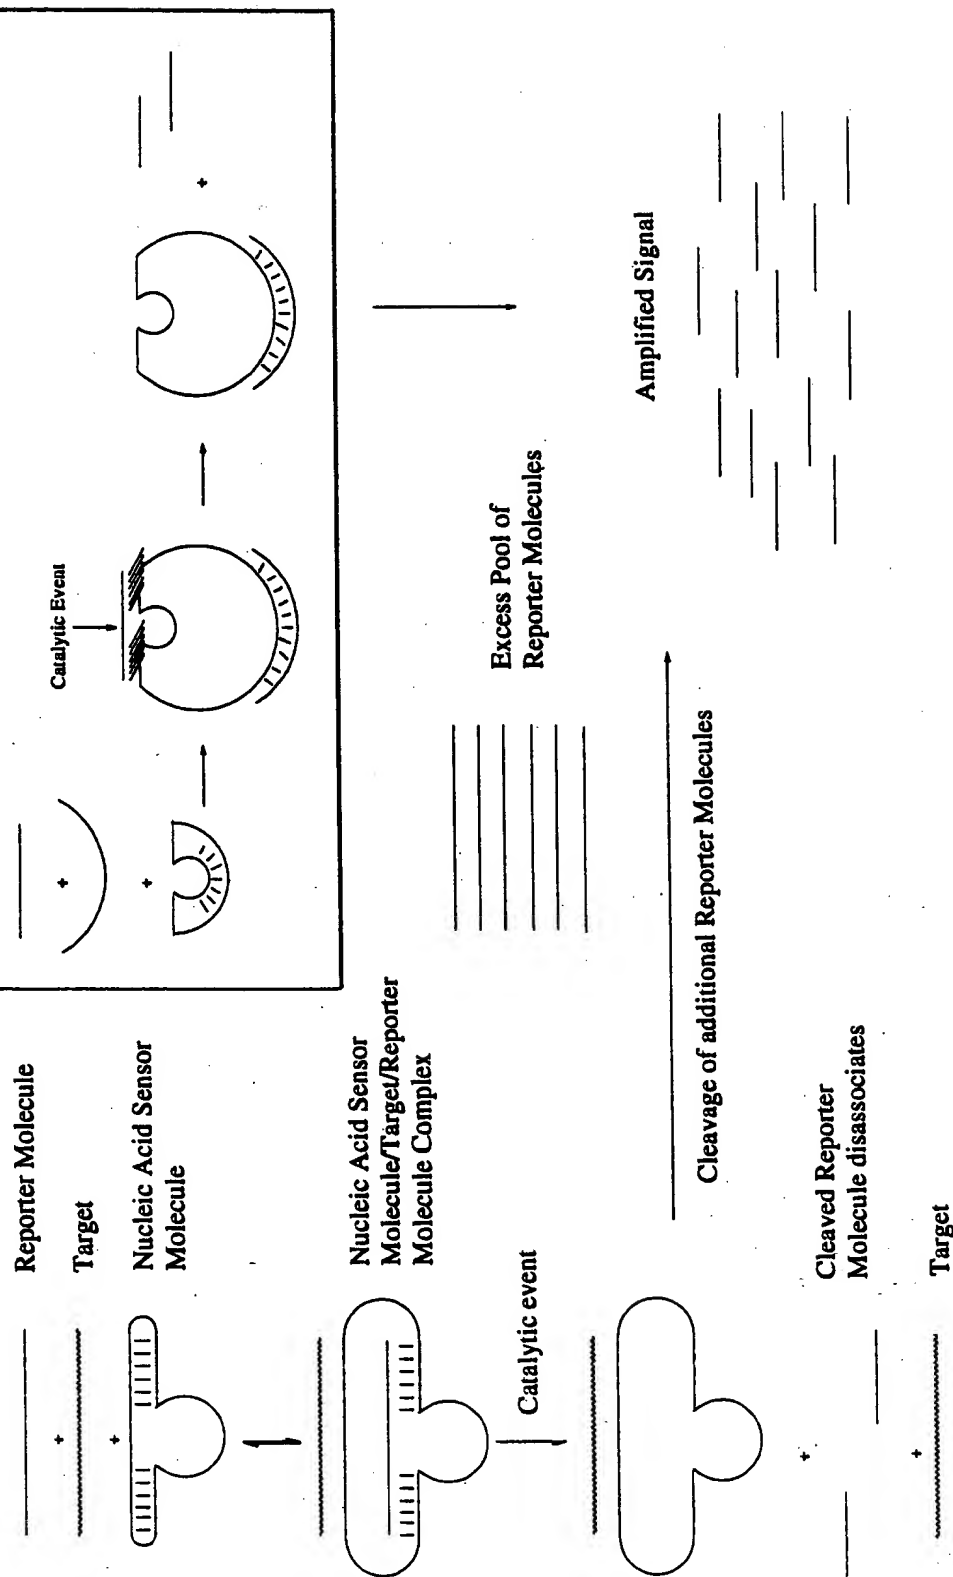 Reporter Molecule
+
Target
+
Nucleic Acid Sensor
Molecule
Nucleic Acid Sensor
Molecule/Target/Reporter
Molecule Complex
Catalytic event
Cleavage of additional Reporter Molecules
+
Cleaved Reporter
Molecule disassociates
+
Target
+
+
Catalytic Event
+
Excess Pool of
Reporter Molecules
Amplified Signal